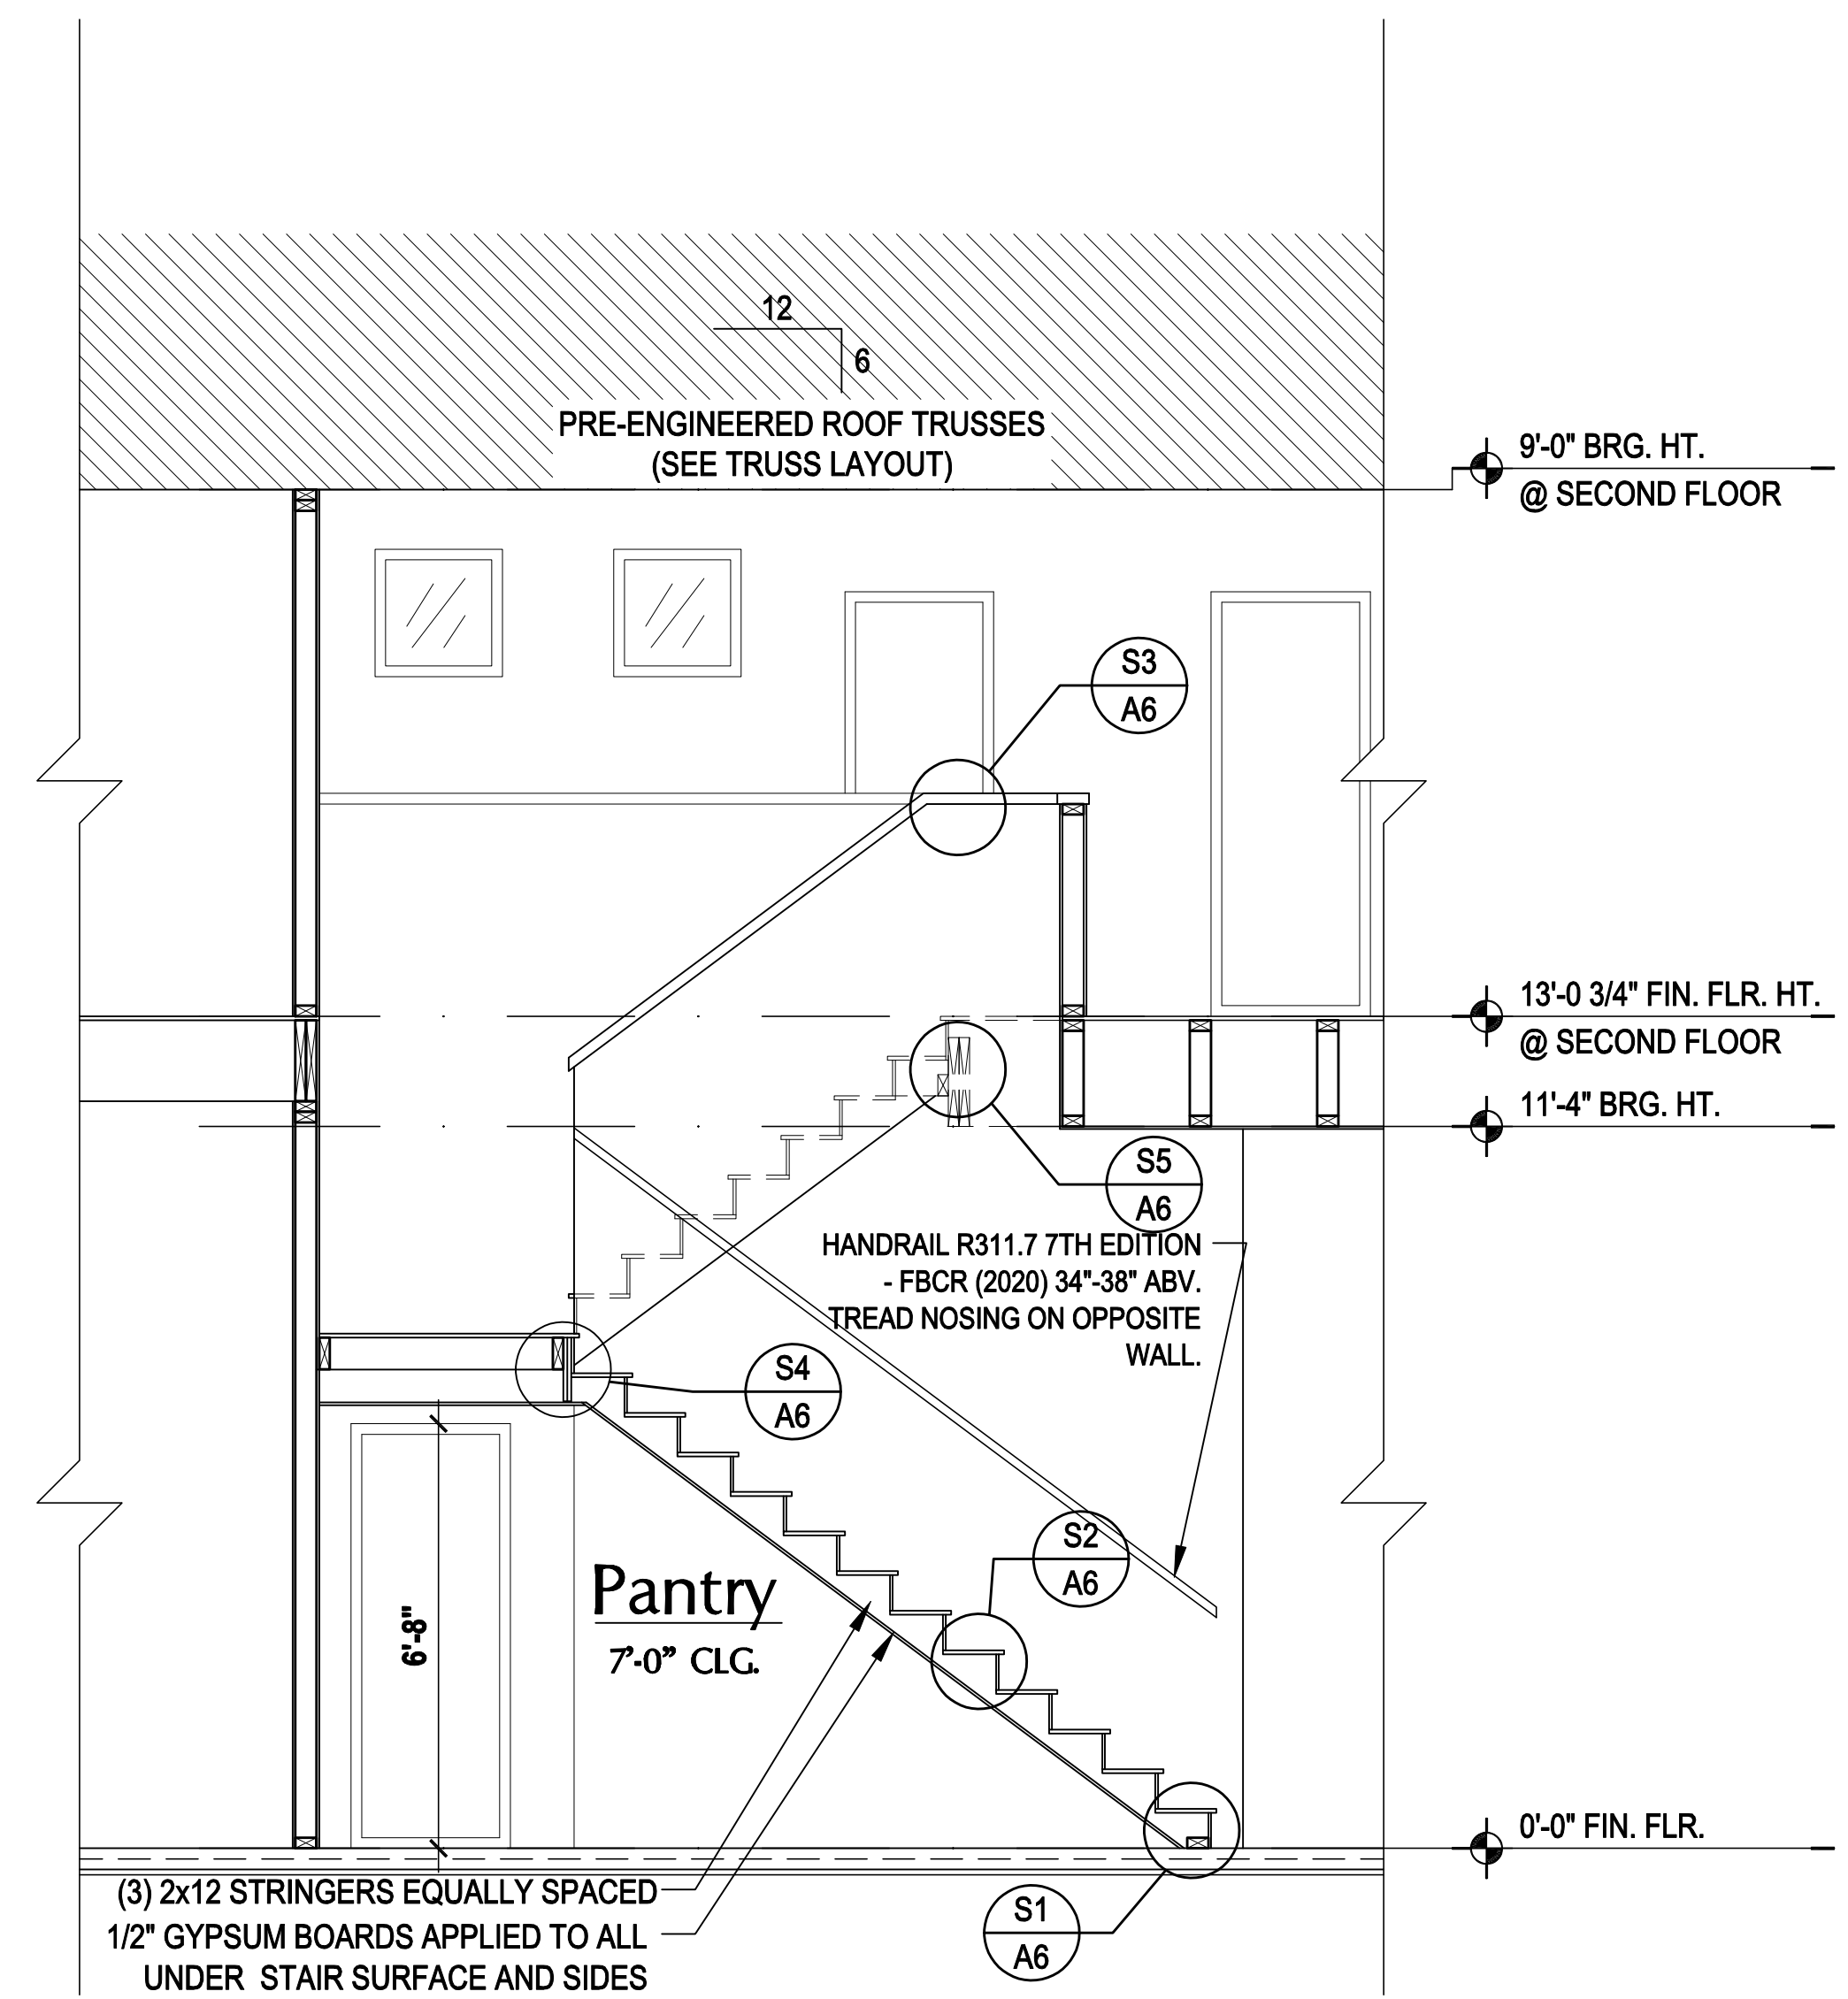 12
6
PRE-ENGINEERED ROOF TRUSSES
(SEE TRUSS LAYOUT)
9'-0" BRG. HT.
@ SECOND FLOOR
S3
A6
13'-0 3/4" FIN. FLR. HT.
@ SECOND FLOOR
11'-4" BRG. HT.
S5
A6
HANDRAIL R311.7 7TH EDITION
- FBCR (2020) 34"-38" ABV.
TREAD NOSING ON OPPOSITE
WALL.
S4
A6
S2
A6
Pantry
7'-0" CLG.
6'-8"
0'-0" FIN. FLR.
(3) 2x12 STRINGERS EQUALLY SPACED
1/2" GYPSUM BOARDS APPLIED TO ALL
UNDER STAIR SURFACE AND SIDES
S1
A6